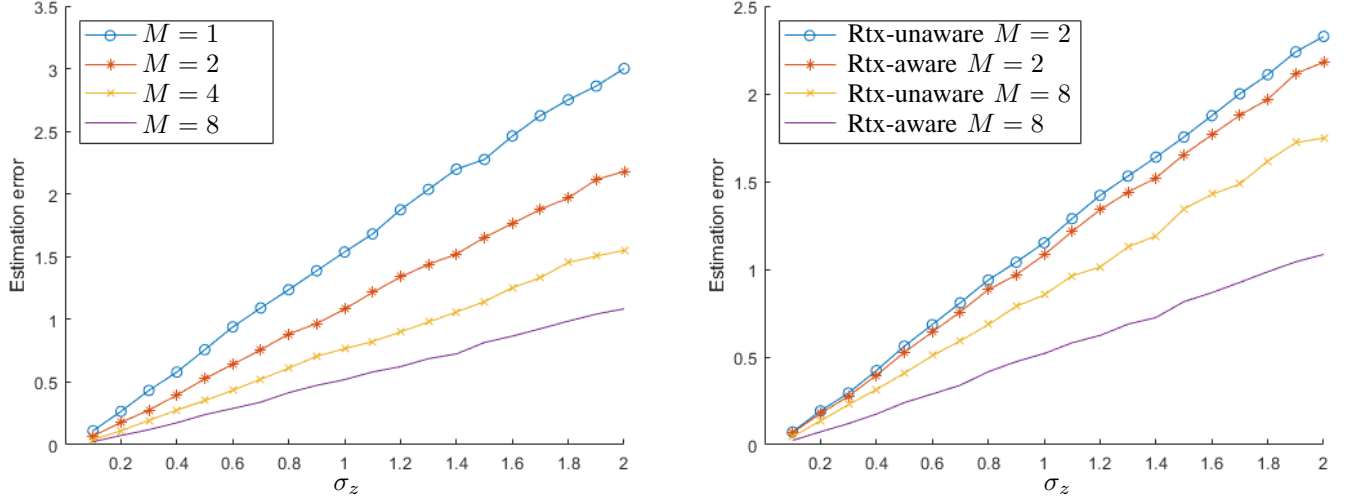 3.5
3
2.5
2
1.5
1
0.5
0
Estimation error
M = 1
M = 2
M = 4
M = 8
0.2 0.4 0.6 0.8 1 1.2 1.4 1.6 1.8 2
σz
2.5
2
1.5
1
0.5
0
Estimation error
Rtx-unaware M = 2
Rtx-aware M = 2
Rtx-unaware M = 8
Rtx-aware M = 8
0.2 0.4 0.6 0.8 1 1.2 1.4 1.6 1.8 2
σz